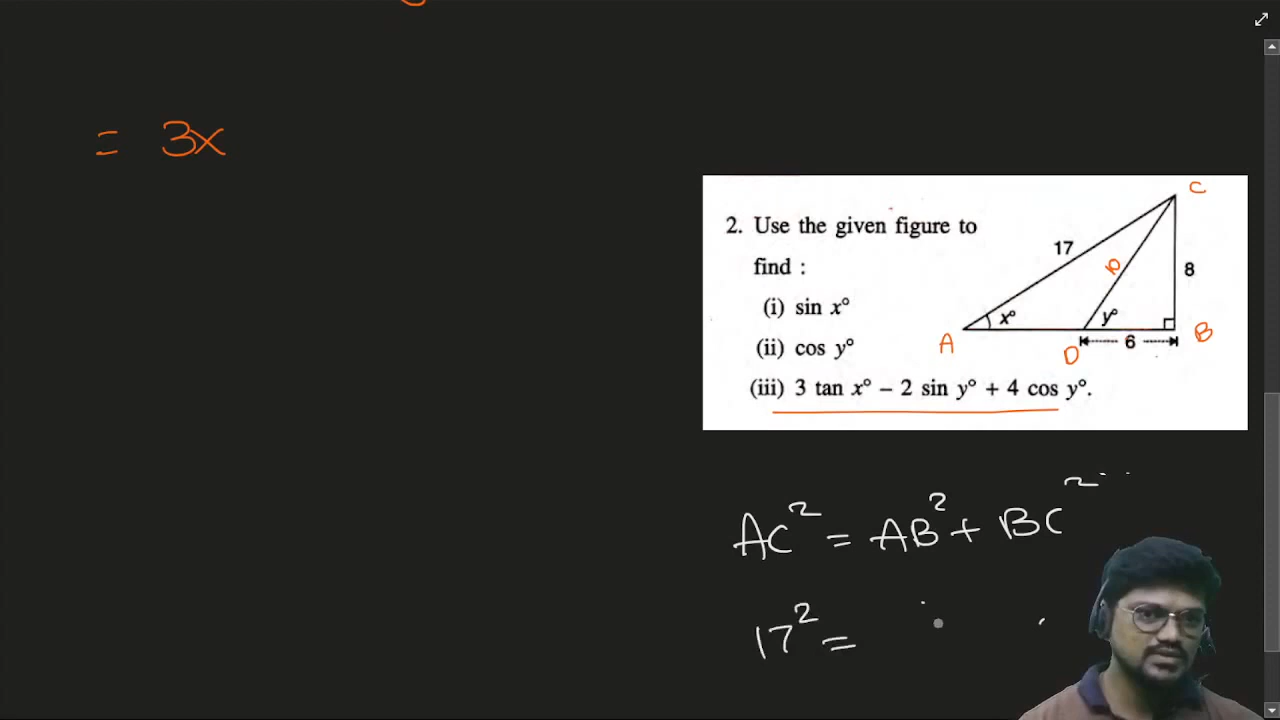 = 3x
2. Use the given figure to
find :
(i) sin x°
(ii) cos y°
(iii) 3 tan x° – 2 sin y° + 4 cos y°.
C
17
10
8
x°
y°
A
D
6
B
AC² = AB² + BC²
17² =